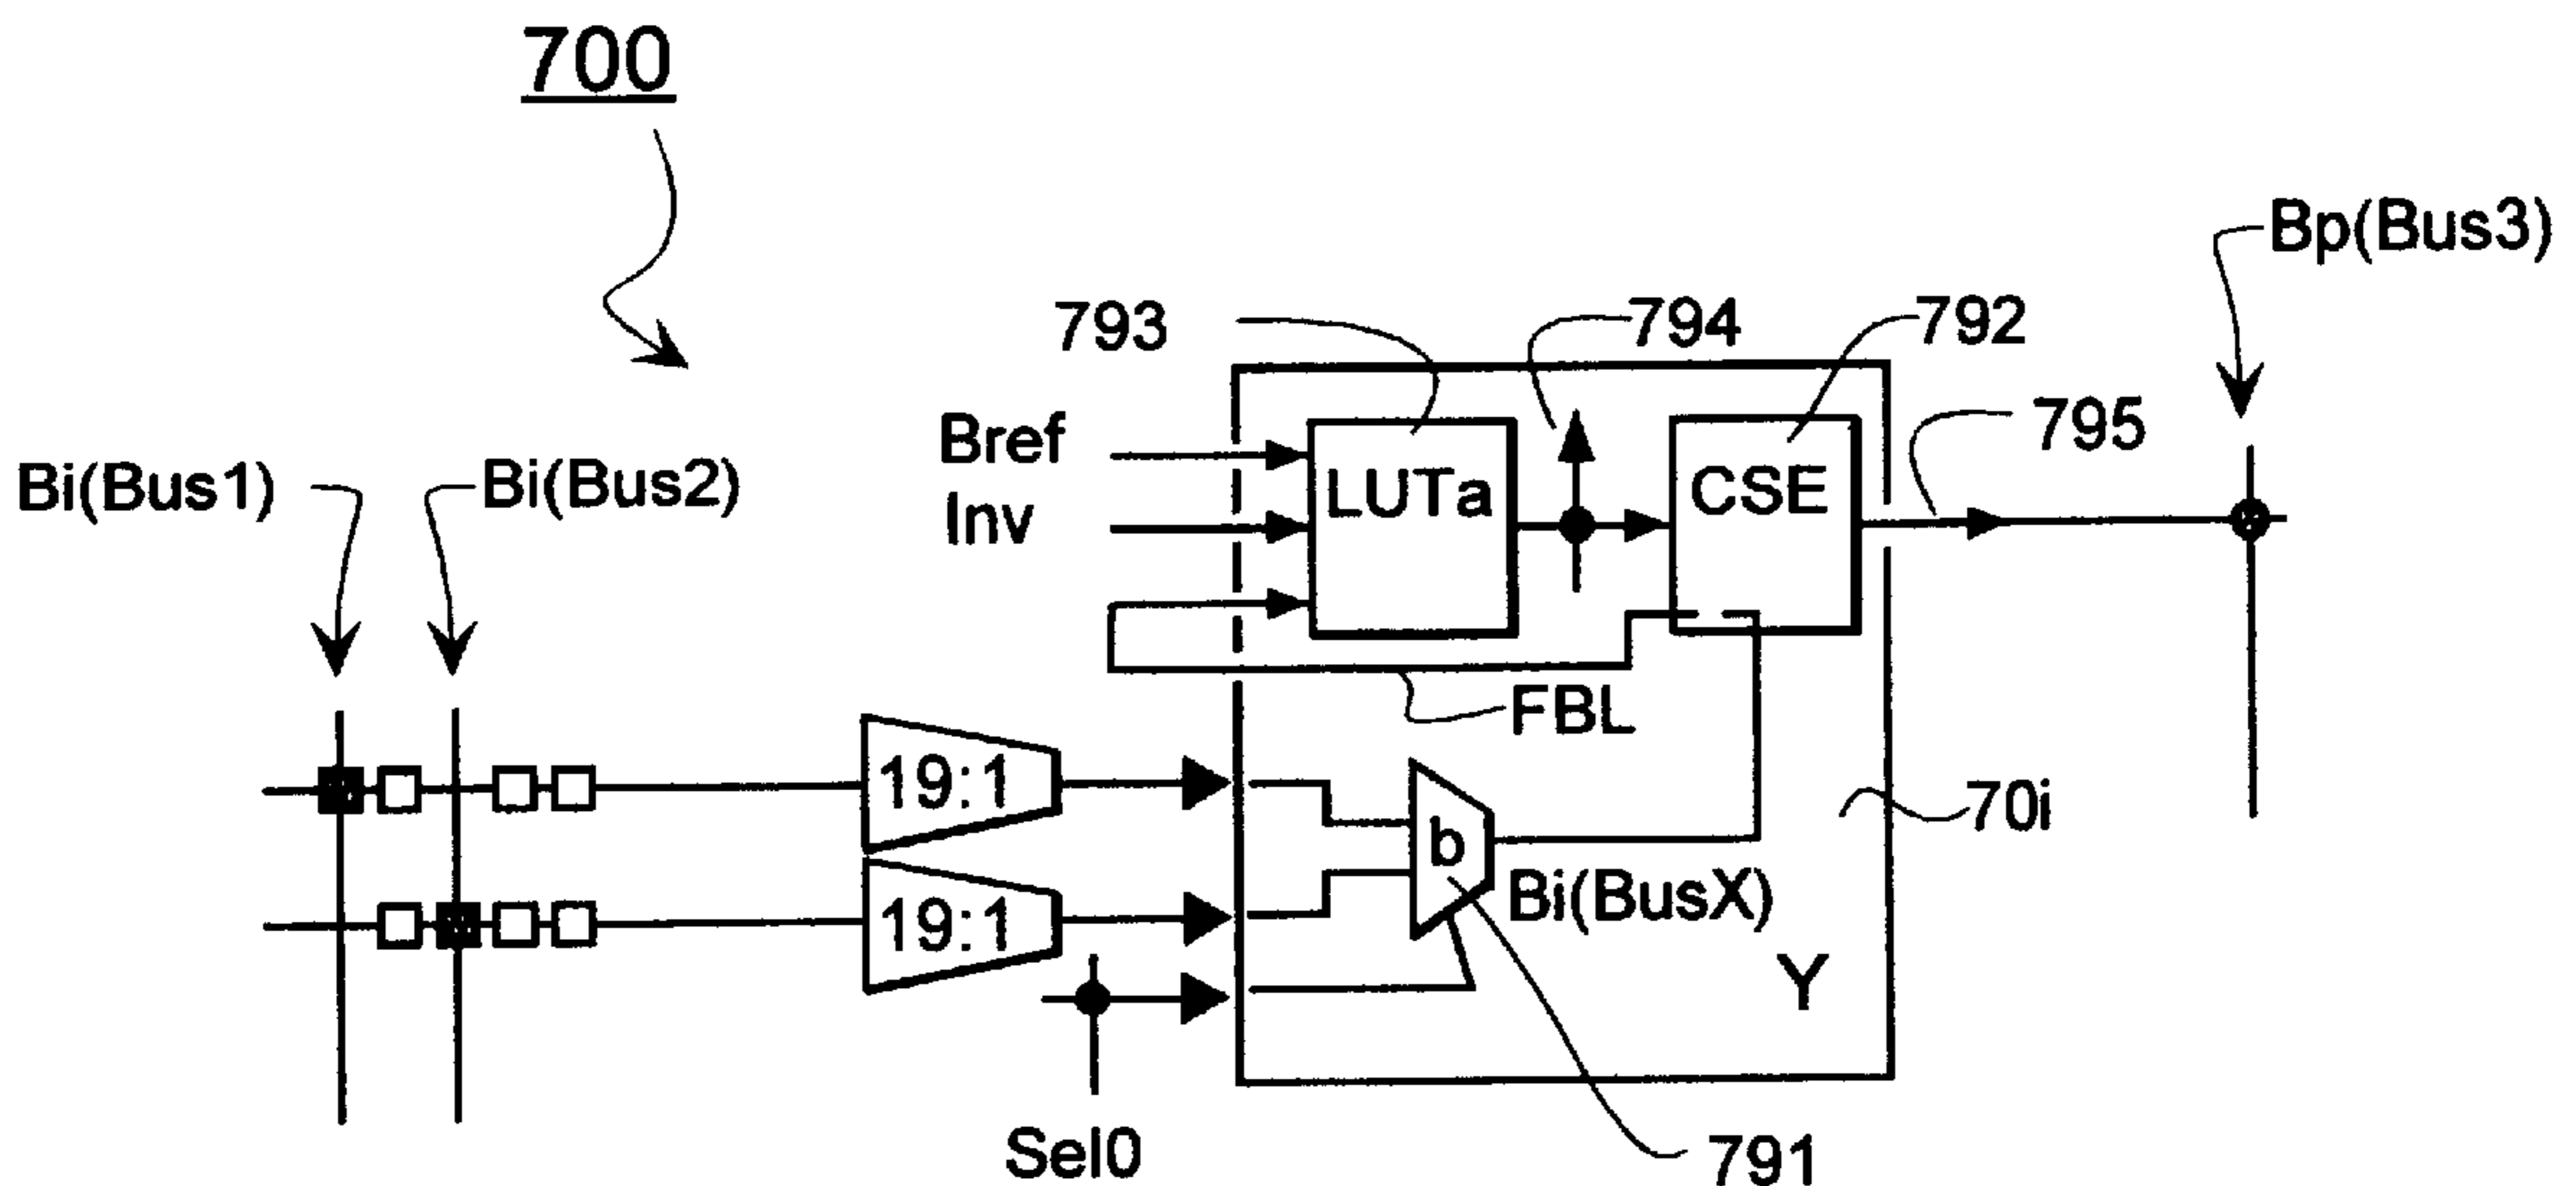 700
Bp(Bus3)
793
794
792
795
Bref
Inv
LUTa
CSE
Bi(Bus1)
Bi(Bus2)
FBL
19:1
b
70i
19:1
Bi(BusX)
Y
Sel0
791